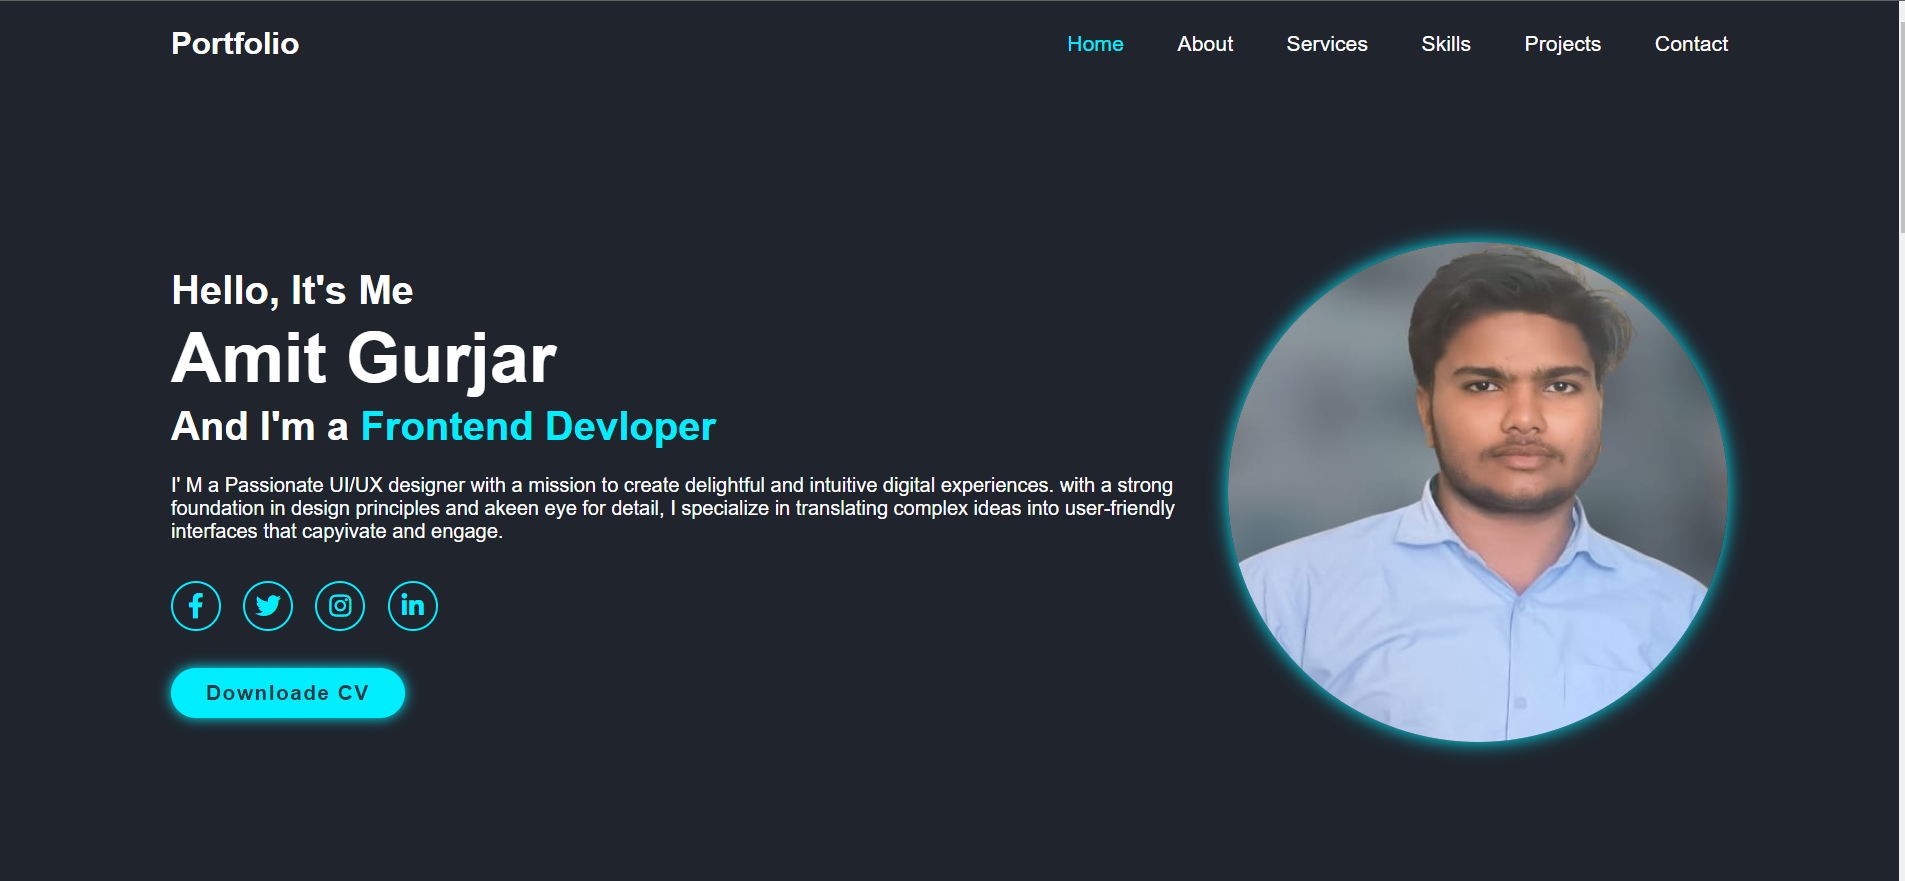 Portfolio
Home About Services Skills Projects Contact
Hello, It's Me
Amit Gurjar
And I'm a Frontend Devloper
I' M a Passionate UI/UX designer with a mission to create delightful and intuitive digital experiences. with a strong
foundation in design principles and akeen eye for detail, I specialize in translating complex ideas into user-friendly
interfaces that capyivate and engage.
Downloade CV